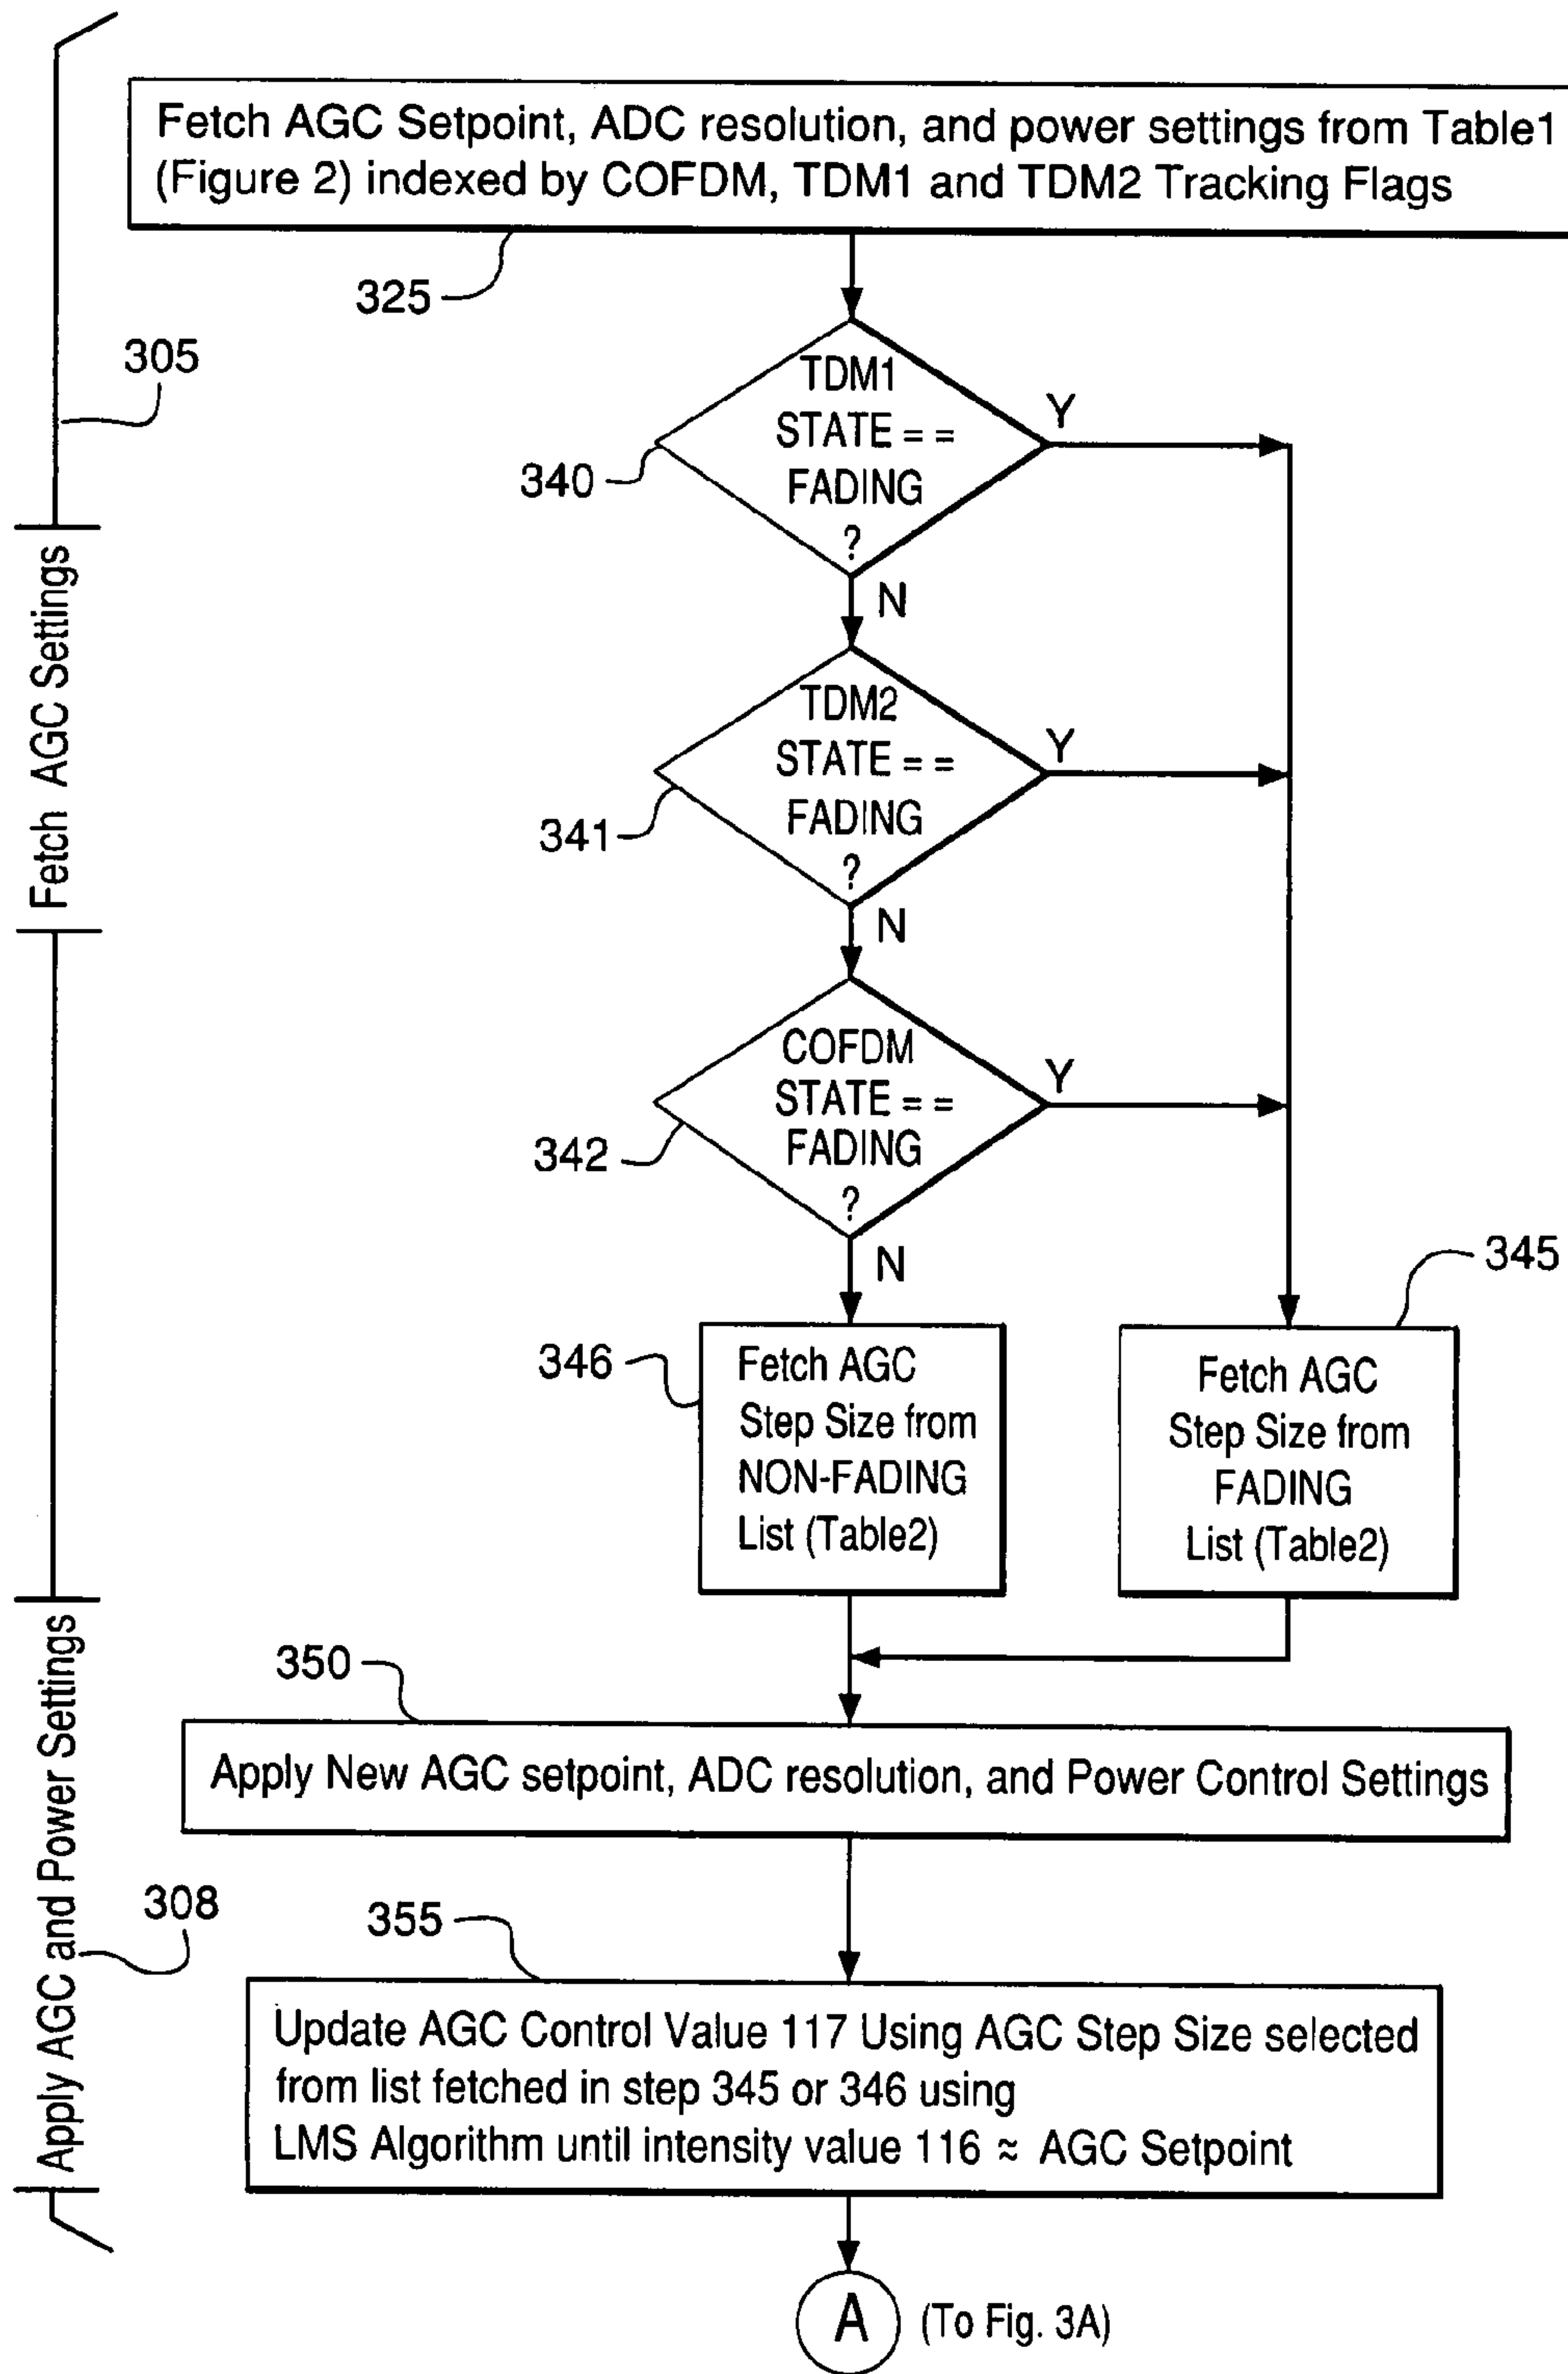 Fetch AGC Setpoint, ADC resolution, and power settings from Table1
(Figure 2) indexed by COFDM, TDM1 and TDM2 Tracking Flags
325
305
TDM1
STATE = =
FADING
?
Y
340
N
Fetch AGC Settings
TDM2
STATE = =
FADING
?
Y
341
N
COFDM
STATE = =
FADING
?
Y
342
N
345
346
Fetch AGC
Step Size from
NON-FADING
List (Table2)
Fetch AGC
Step Size from
FADING
List (Table2)
350
Apply New AGC setpoint, ADC resolution, and Power Control Settings
Apply AGC and Power Settings
308
355
Update AGC Control Value 117 Using AGC Step Size selected
from list fetched in step 345 or 346 using
LMS Algorithm until intensity value 116 ≈ AGC Setpoint
A
(To Fig. 3A)